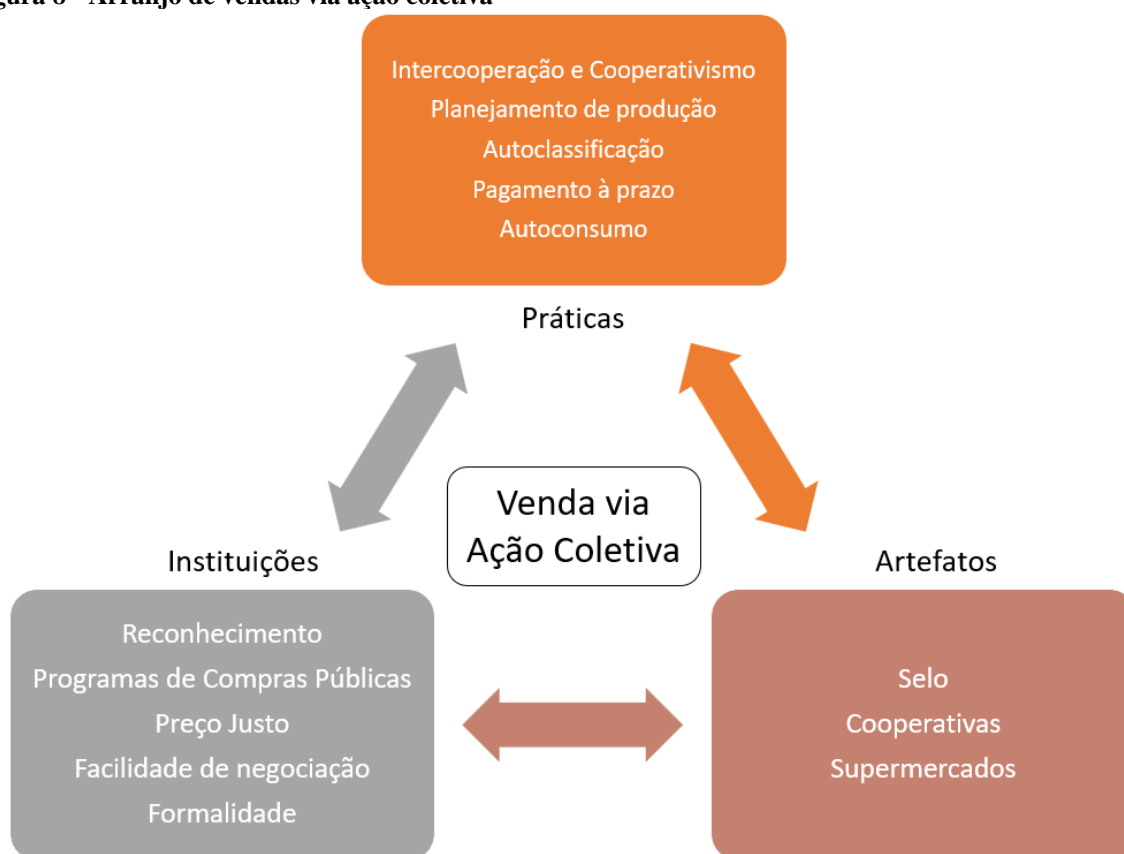 Arranjo de vendas via ação coletiva
Intercooperação e Cooperativismo
Planejamento de produção
Autoclassificação
Pagamento à prazo
Autoconsumo
Práticas
Venda via
Ação Coletiva
Instituições
Artefatos
Reconhecimento
Programas de Compras Públicas
Preço Justo
Facilidade de negociação
Formalidade
Selo
Cooperativas
Supermercados